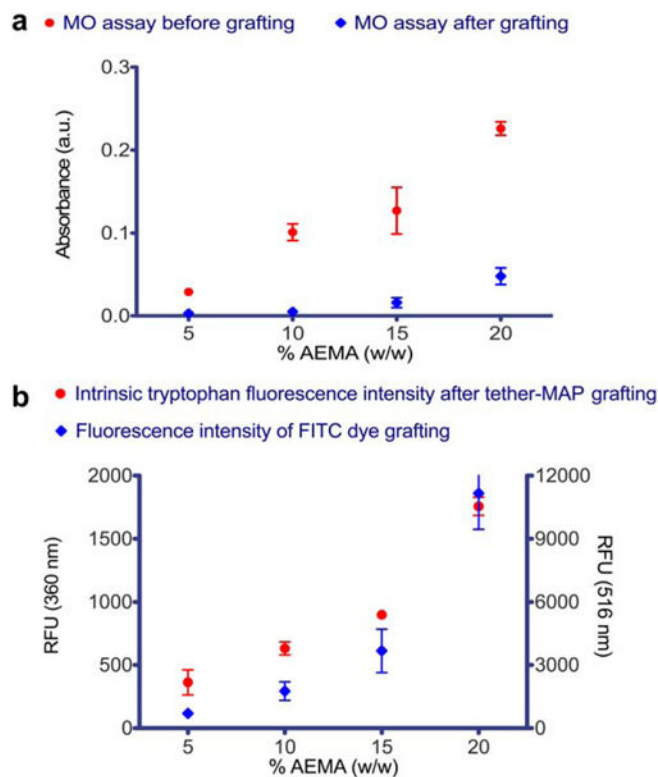 a
MO assay before grafting
MO assay after grafting
Absorbance (a.u.)
0.3
0.2
0.1
0.0
5
10
15
20
% AEMA (w/w)
b
Intrinsic tryptophan fluorescence intensity after tether-MAP grafting
Fluorescence intensity of FITC dye grafting
RFU (360 nm)
2000
1500
1000
500
0
12000
9000
6000
3000
0
RFU (516 nm)
5
10
15
20
% AEMA (w/w)